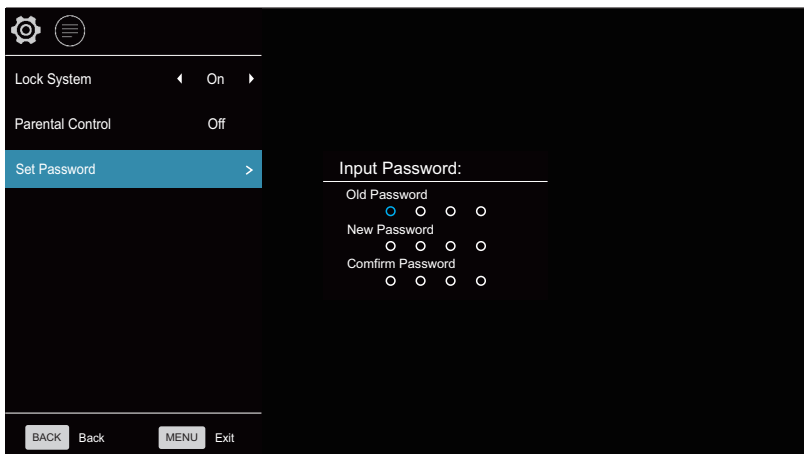 Lock System On
Parental Control Off
Set Password >
Input Password:
Old Password
New Password
Comfirm Password
BACK Back MENU Exit